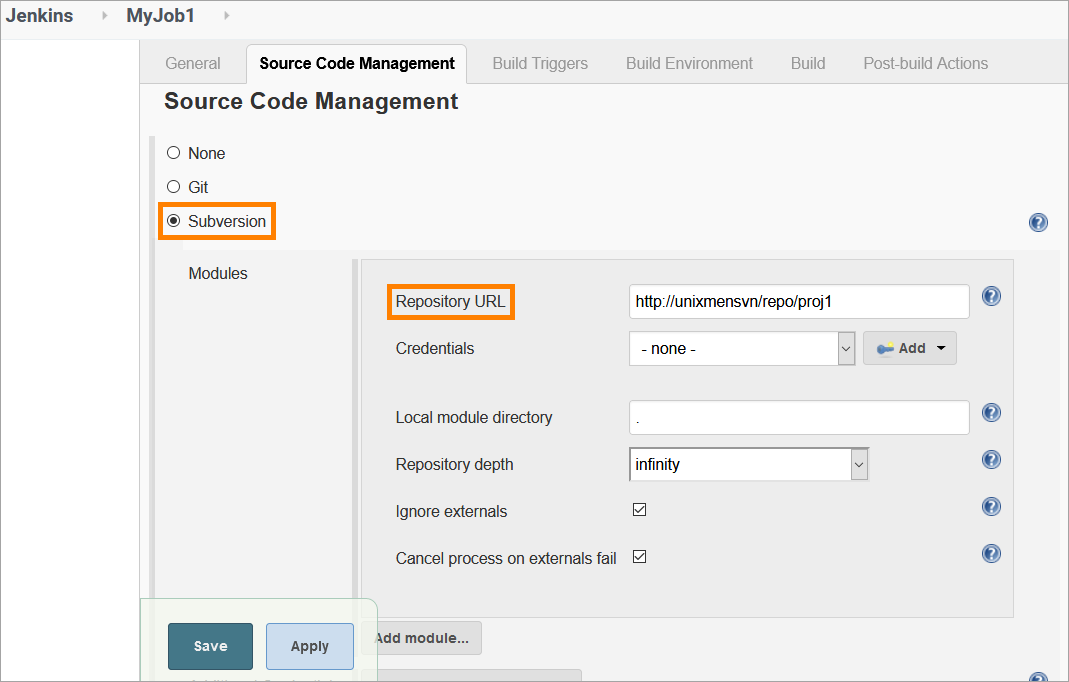 Jenkins MyJob1
General Source Code Management Build Triggers Build Environment Build Post-build Actions
Source Code Management
None
Git
Subversion
Modules
Repository URL http://unixmensvn/repo/proj1
Credentials - none - Add
Local module directory .
Repository depth infinity
Ignore externals
Cancel process on externals fail
Add module...
Save Apply